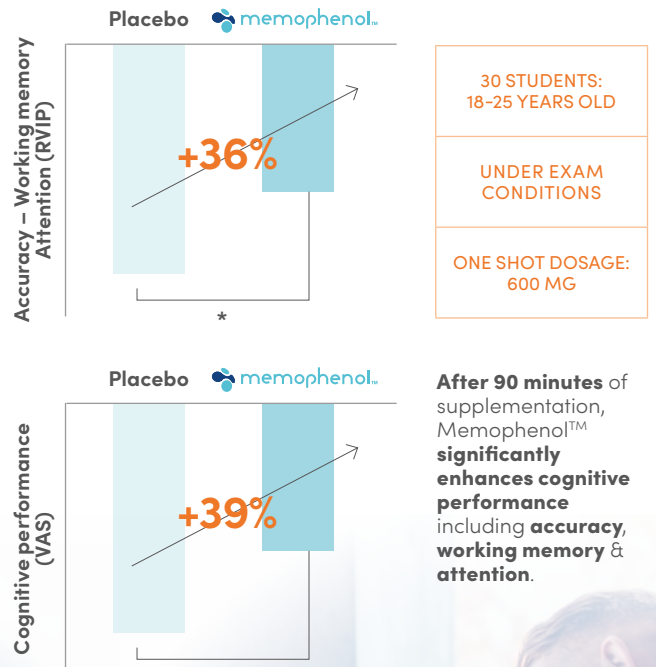 Placebo
memophenol™
Accuracy – Working memory
Attention (RVIP)
+36%
*
30 STUDENTS:
18-25 YEARS OLD
UNDER EXAM
CONDITIONS
ONE SHOT DOSAGE:
600 MG
Placebo
memophenol™
Cognitive performance
(VAS)
+39%
After 90 minutes of
supplementation,
Memophenol™
significantly
enhances cognitive
performance
including accuracy,
working memory &
attention.